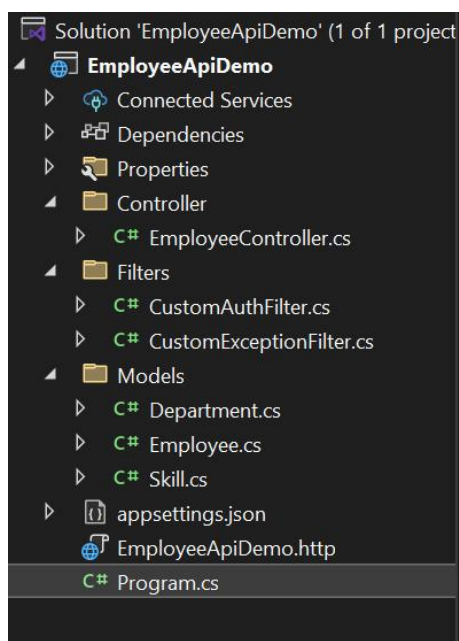 Solution 'EmployeeApiDemo' (1 of 1 project
EmployeeApiDemo
Connected Services
Dependencies
Properties
Controller
C# EmployeeController.cs
Filters
C# CustomAuthFilter.cs
C# CustomExceptionFilter.cs
Models
C# Department.cs
C# Employee.cs
C# Skill.cs
appsettings.json
EmployeeApiDemo.http
C# Program.cs